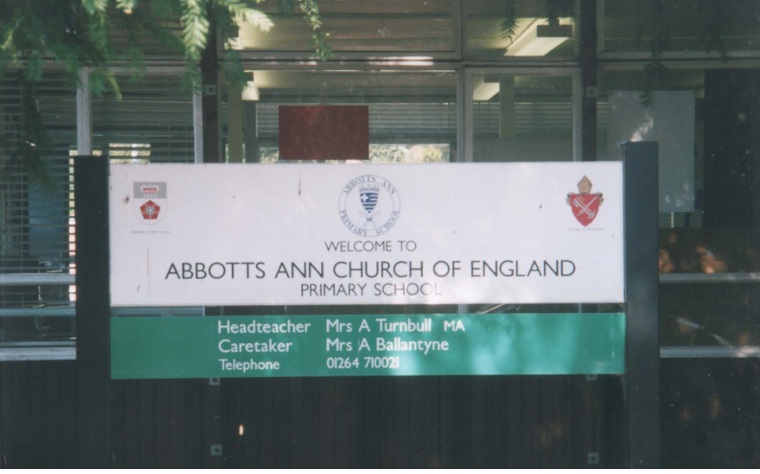 ABBOTTS ANN
PRIMARY SCHOOL
WELCOME TO
ABBOTTS ANN CHURCH OF ENGLAND
PRIMARY SCHOOL
Headteacher Mrs A Turnbull MA
Caretaker Mrs A Ballantyne
Telephone 01264 710021